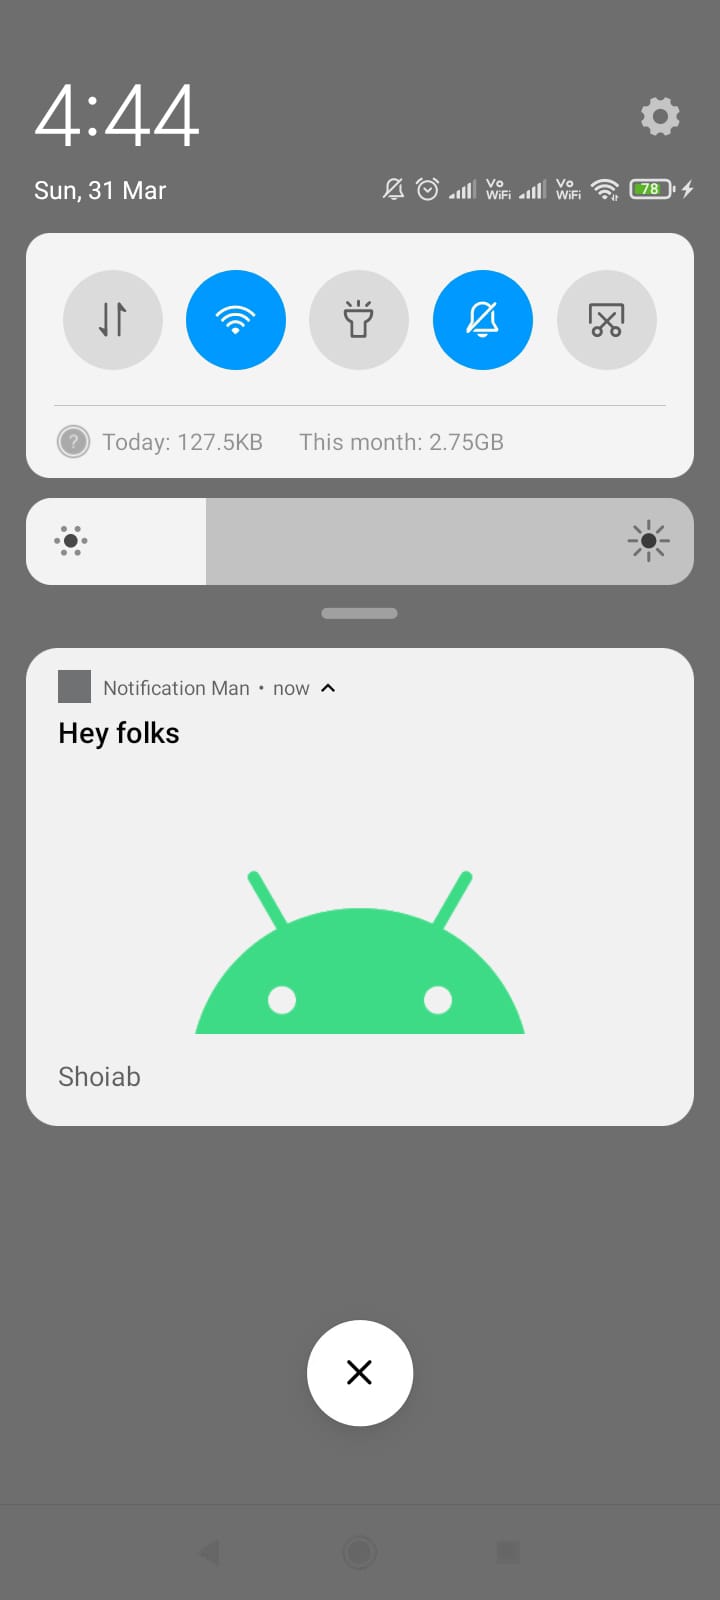 4:44
Sun, 31 Mar
Vo WiFi Vo WiFi 78
? Today: 127.5KB This month: 2.75GB
Notification Man • now
Hey folks
Shoiab